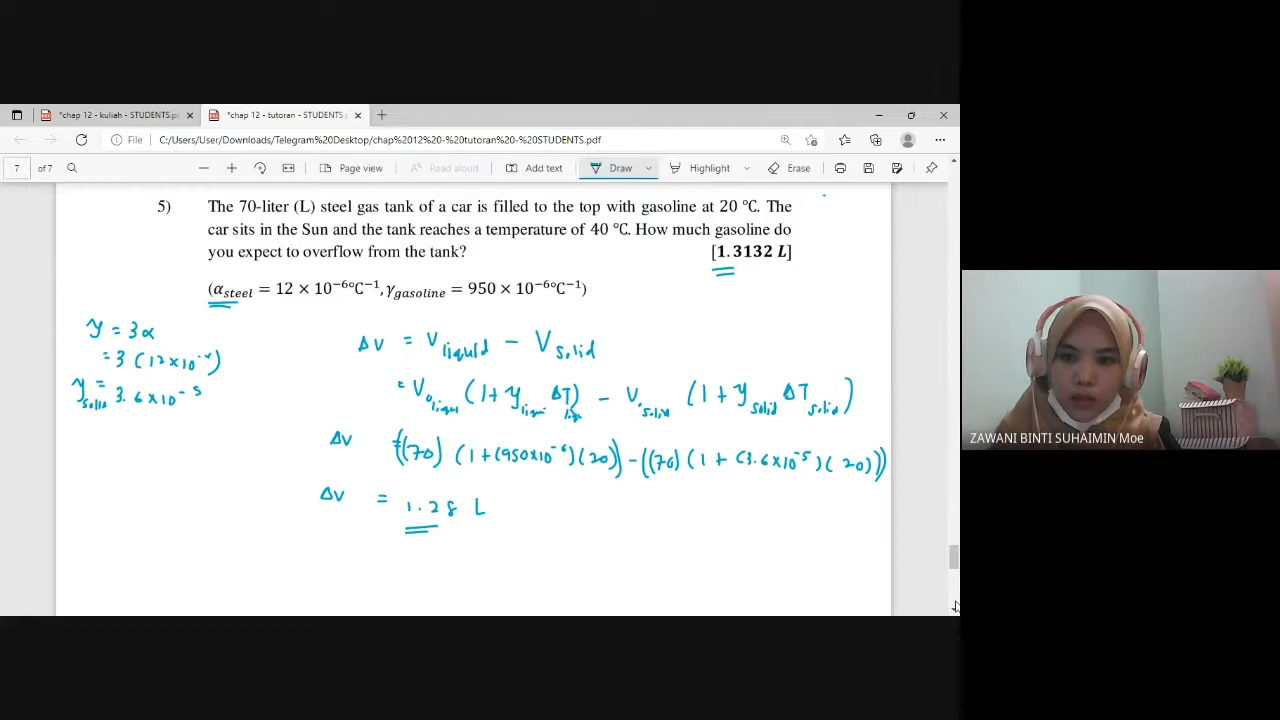 *chap 12 - kuliah - STUDENTS.p
*chap 12 - tutoran - STUDENTS.p
File
C:/Users/User/Downloads/Telegram%20Desktop/chap%2012%20-%20tutoran%20-%20STUDENTS.pdf
7 of 7
Page view
Read aloud
Add text
Draw
Highlight
Erase
5) The 70-liter (L) steel gas tank of a car is filled to the top with gasoline at 20 ℃. The
car sits in the Sun and the tank reaches a temperature of 40 ℃. How much gasoline do
you expect to overflow from the tank? [1.3132 L]
(α_steel = 12 × 10⁻⁶℃⁻¹, γ_gasoline = 950 × 10⁻⁶℃⁻¹)
γ = 3α
= 3 (12 × 10⁻⁶)
γ_solid = 3.6 × 10⁻⁵
ΔV = V_liquid − V_solid
= V₀_liqui (1 + γ_liqui ΔT_liqu) − V₀_solid (1 + γ_solid ΔT_solid)
ΔV = ((70) (1 + (950×10⁻⁶)(20)) − ((70) (1 + (3.6×10⁻⁵)(20)))
ΔV = 1.28 L
ZAWANI BINTI SUHAIMIN Moe